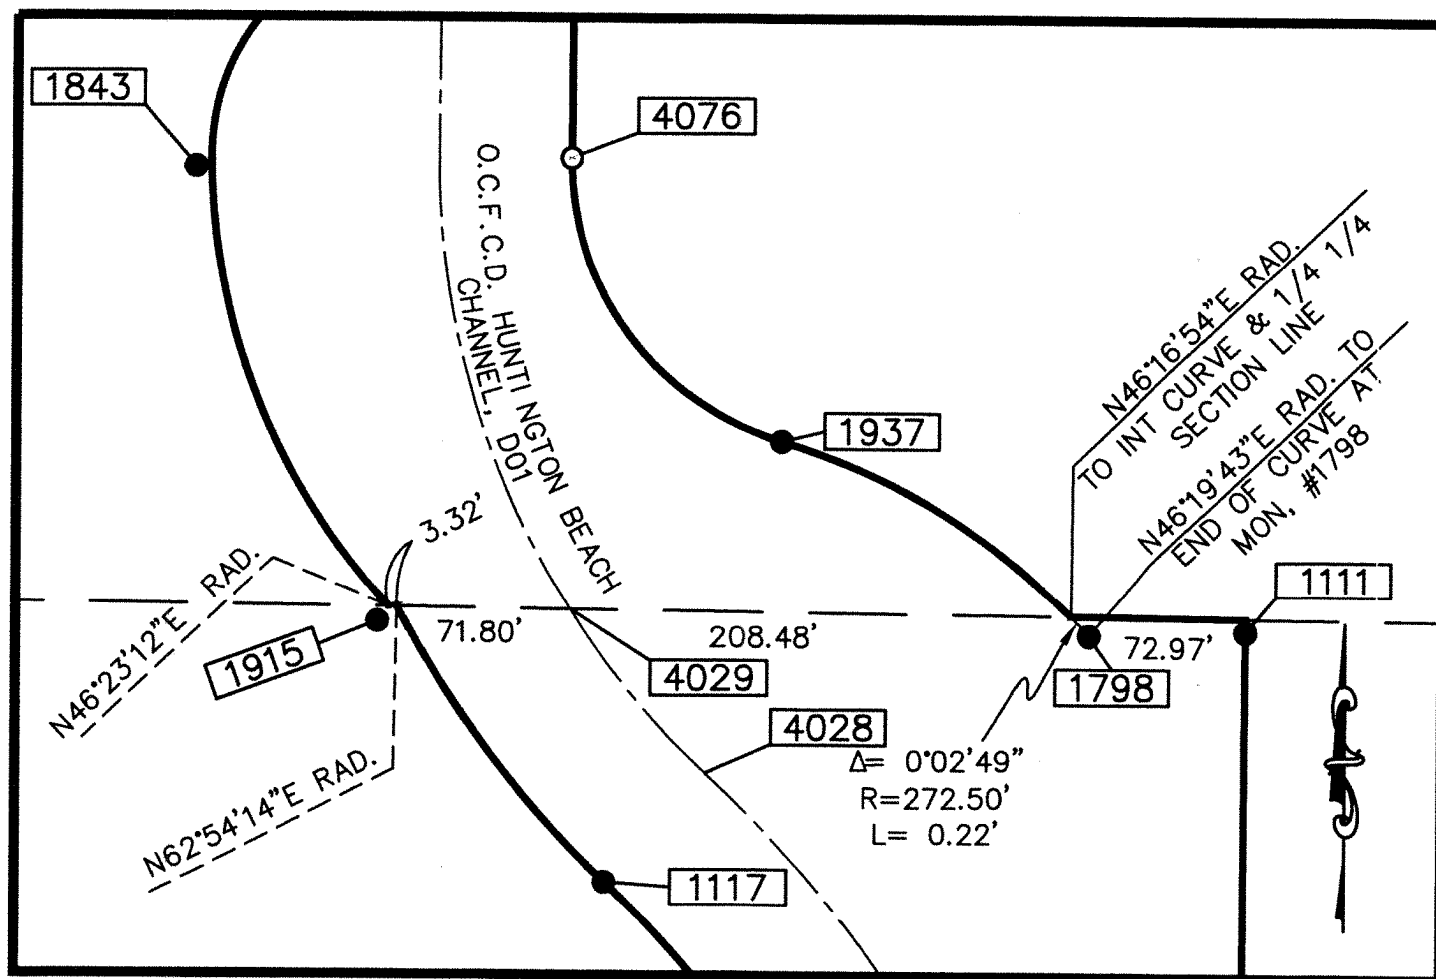 1843
4076
O.C.F.C.D. HUNTINGTON BEACH
CHANNEL, D01
N46°16'54"E RAD.
TO INT CURVE & 1/4 1/4
SECTION LINE
1937
N46°19'43"E RAD. TO
END OF CURVE AT
MON, #1798
3.32'
N46°23'12"E RAD.
1915
71.80'
208.48'
1111
72.97'
4029
1798
4028
Δ= 0°02'49"
R=272.50'
L= 0.22'
N62°54'14"E RAD.
1117